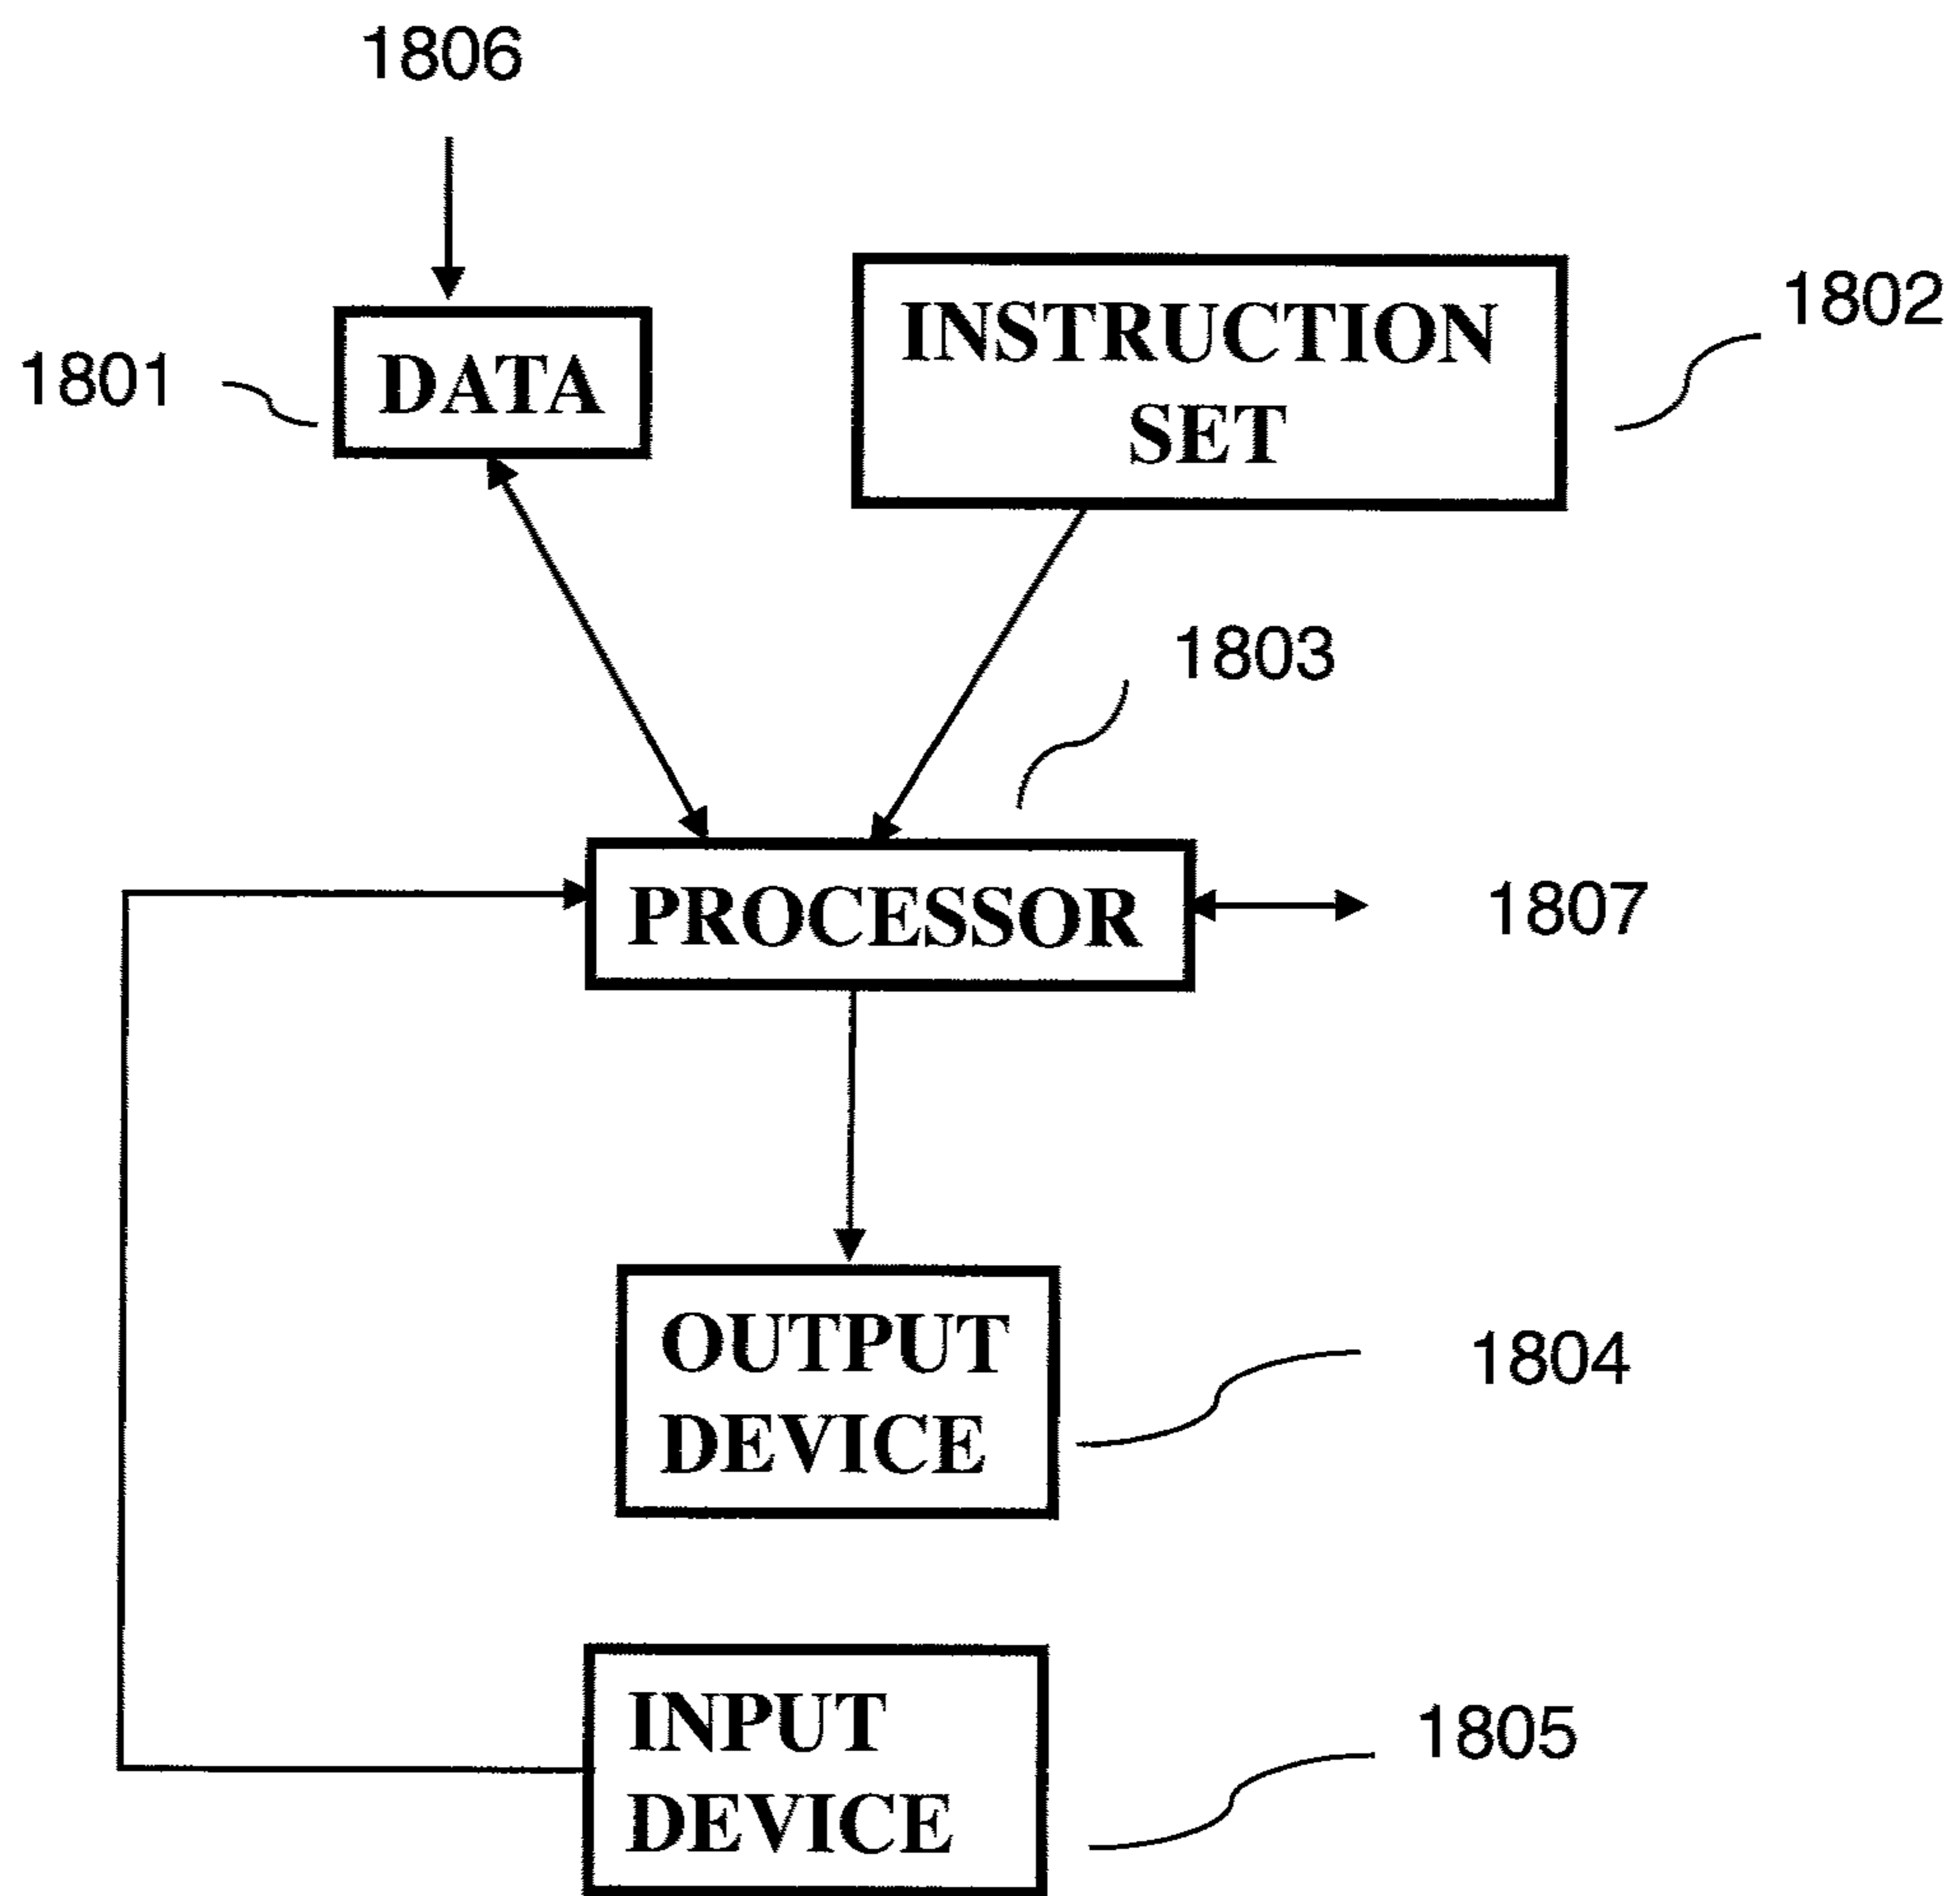 1806
1801
DATA
INSTRUCTION
SET
1802
1803
PROCESSOR
1807
OUTPUT
DEVICE
1804
INPUT
DEVICE
1805